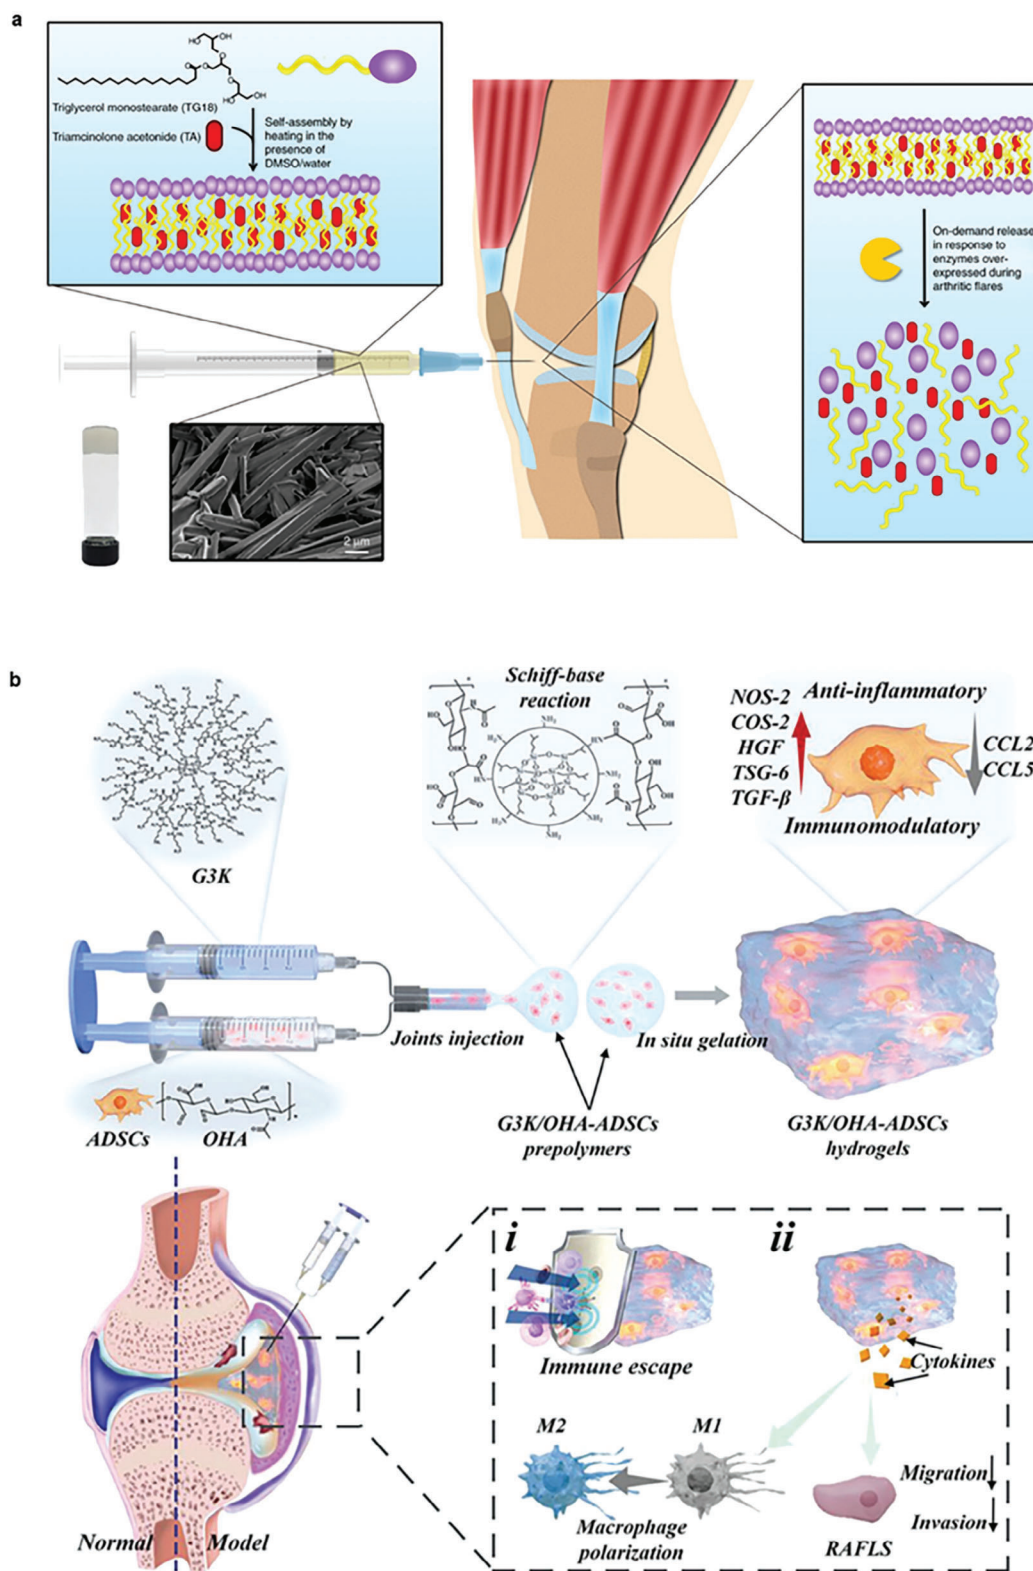 a
Triglycerol monostearate (TG18)
Triamcinolone acetonide (TA)
Self-assembly by
heating in the
presence of
DMSO/water
On-demand release
in response to
enzymes over-
expressed during
arthritic flares
2 µm
b
G3K
Schiff-base
reaction
NOS-2
COS-2
HGF
TSG-6
TGF-β
Anti-inflammatory
CCL2
CCL5
Immunomodulatory
Joints injection
In situ gelation
ADSCs
OHA
G3K/OHA-ADSCs
prepolymers
G3K/OHA-ADSCs
hydrogels
i
Immune escape
ii
Cytokines
M2
M1
Macrophage
polarization
Migration
Invasion
RAFLS
Normal
Model